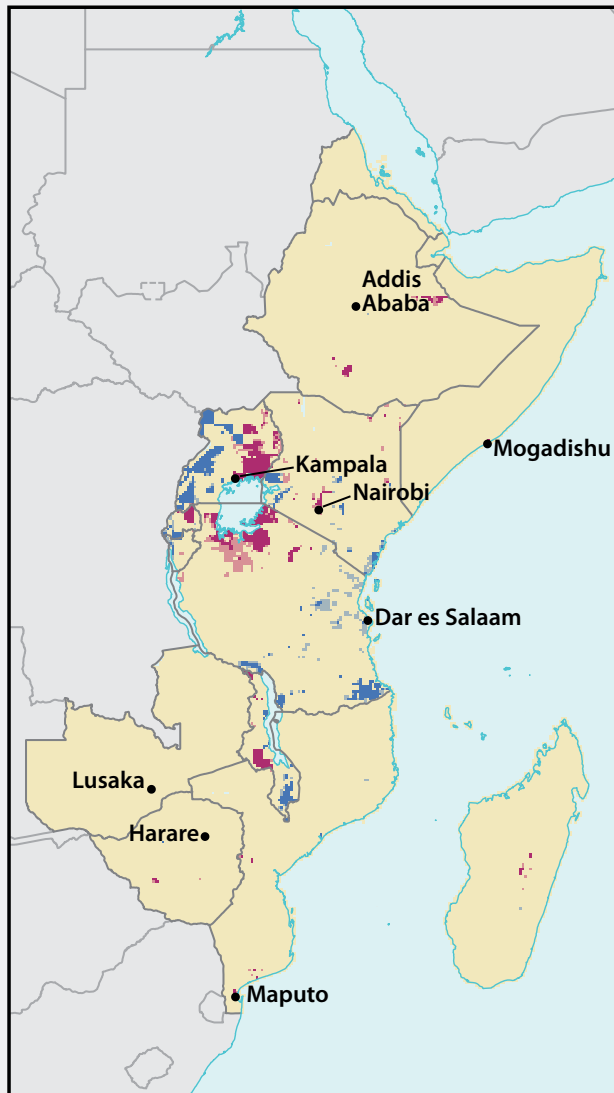 Addis
Ababa
Mogadishu
Kampala
Nairobi
Dar es Salaam
Lusaka
Harare
Maputo